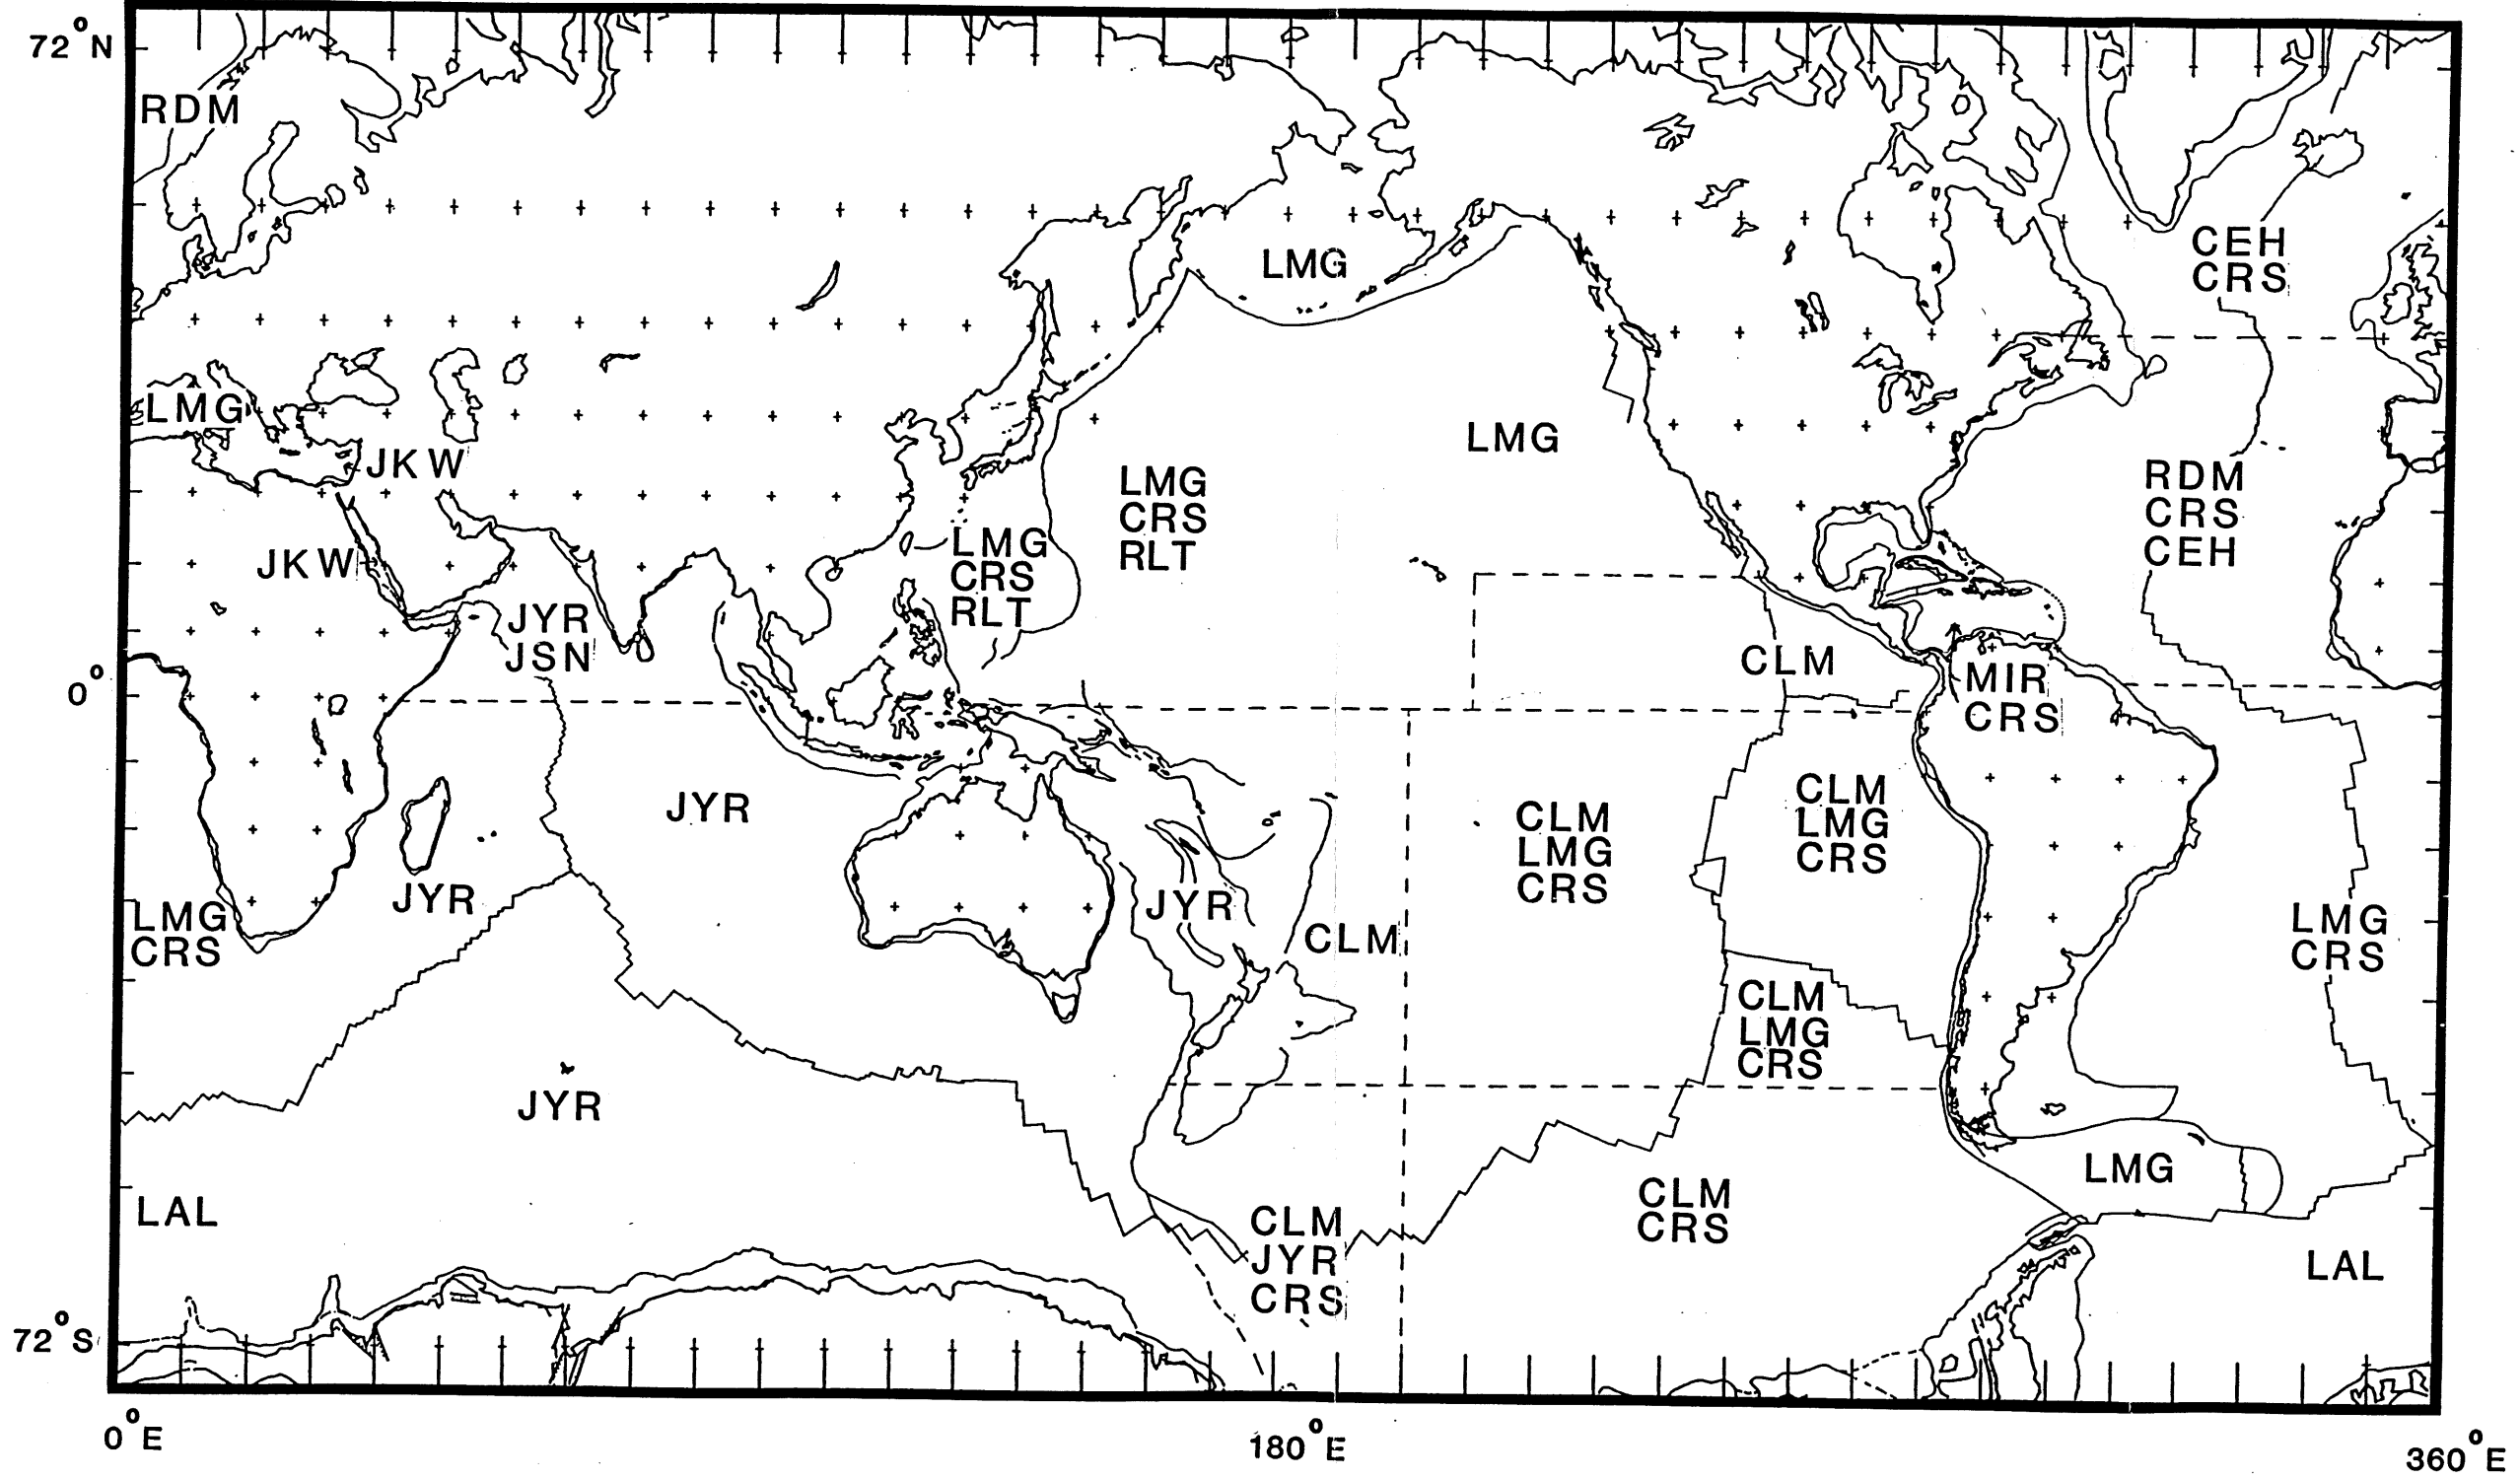 72°N
RDM
CEH
CRS
LMG
LMG
JKW
LMG
LMG
CRS
RLT
RDM
CRS
CEH
JKW
LMG
CRS
RLT
JYR
JSN
CLM
MIR
CRS
0°
JYR
CLM
LMG
CRS
CLM
LMG
CRS
JYR
JYR
LMG
CRS
CLM
LMG
CRS
CLM
LMG
CRS
JYR
LMG
LAL
CLM
CRS
CLM
JYR
CRS
LAL
72°S
0°E
180°E
360°E